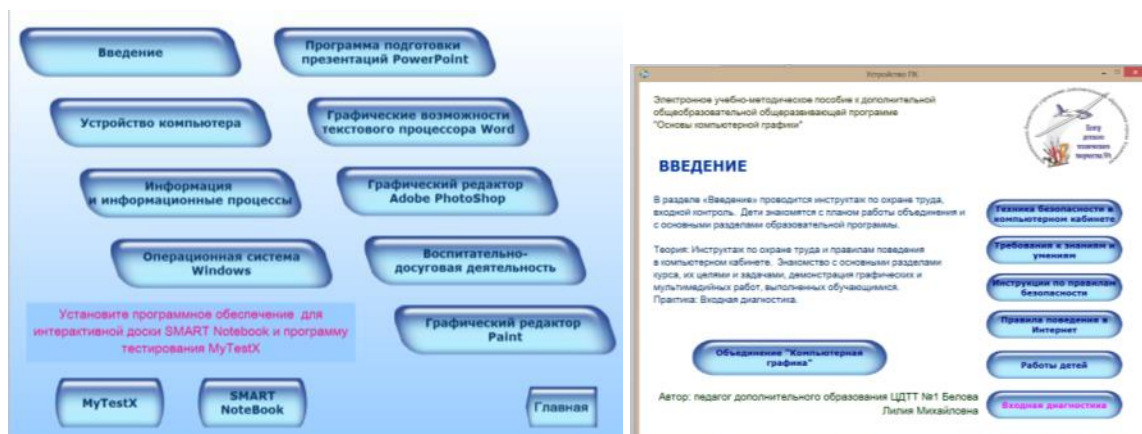 Введение
Программа подготовки
презентаций PowerPoint
Устройство компьютера
Графические возможности
текстового процессора Word
Информация
и информационные процессы
Графический редактор
Adobe PhotoShop
Операционная система
Windows
Воспитательно-
досуговая деятельность
Установите программное обеспечение для
интерактивной доски SMART Notebook и программу
тестирования MyTestX
Графический редактор
Paint
MyTestX
SMART
NoteBook
Главная
Устройство ПК
Электронное учебно-методическое пособие к дополнительной
общеобразовательной общеразвивающей программе
"Основы компьютерной графики"
Центр
детского
технического
творчества №1
ВВЕДЕНИЕ
В разделе «Введение» проводится инструктаж по охране труда,
входной контроль. Дети знакомятся с планом работы объединения и
с основными разделами образовательной программы.
Теория: Инструктаж по охране труда и правилам поведения
в компьютерном кабинете. Знакомство с основными разделами
курса, их целями и задачами, демонстрация графических и
мультимедийных работ, выполненных обучающимися.
Практика: Входная диагностика.
Техника безопасности в
компьютерном кабинете
Требования к знаниям и
умениям
Инструкции по правилам
безопасности
Правила поведение в
Интернет
Работы детей
Входная диагностика
Объединение "Компьютерная
графика"
Автор: педагог дополнительного образования ЦДТТ №1 Белова
Лилия Михайловна